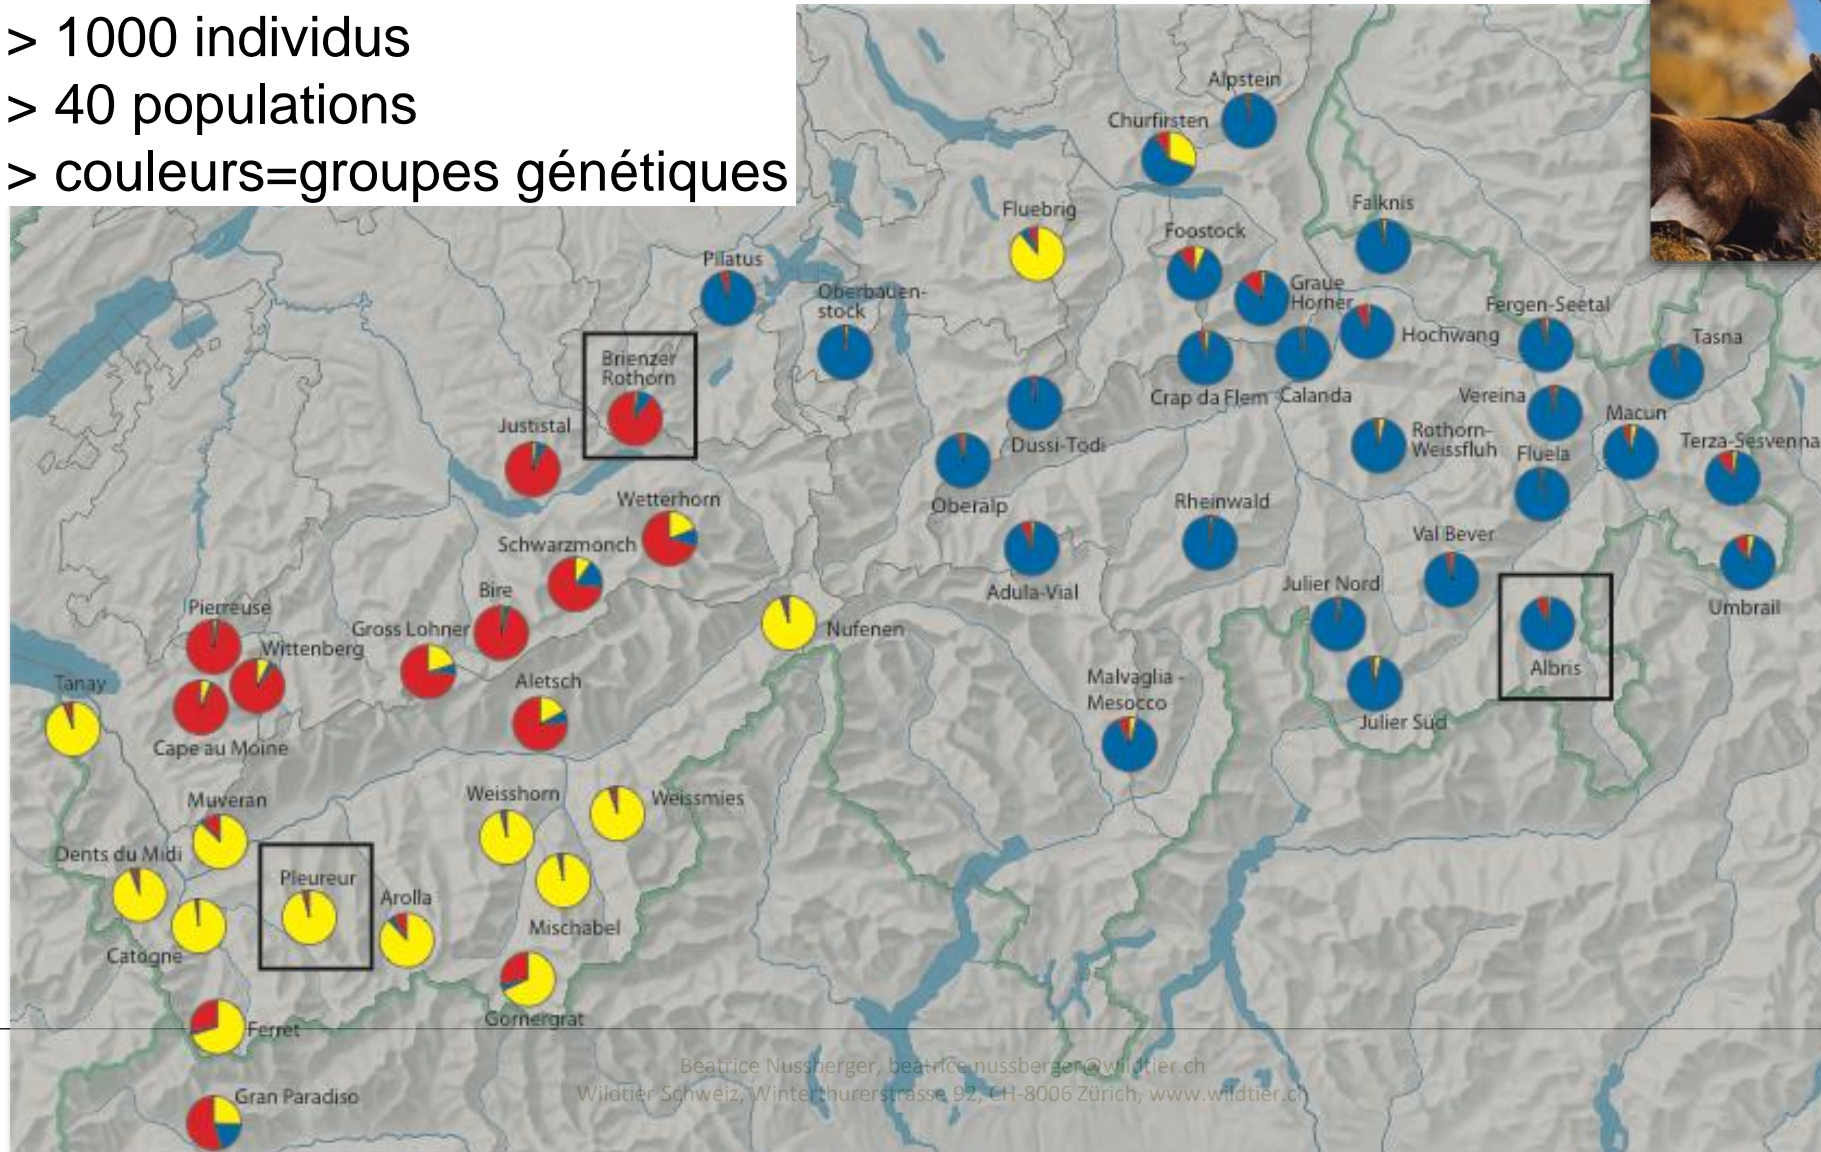 > 1000 individus
> 40 populations
> couleurs=groupes génétiques
Alpstein
Churfirsten
Fluebrig
Foostock
Falknis
Pilatus
Oberbauen-
stock
Graue
Hörner
Hochwang
Fergen-Seetal
Tasna
Brienzer
Rothorn
Crap da Flem
Calanda
Vereina
Macun
Justistal
Dussi-Tödi
Rothorn-
Weissfluh
Fluela
Terza-Sesvenna
Wetterhorn
Oberalp
Rheinwald
Schwarzmonch
Val Bever
Bire
Adula-Vial
Julier Nord
Umbrail
Pierreuse
Gross Lohner
Wittenberg
Nufenen
Albris
Tanay
Aletsch
Malvaglia -
Mesocco
Julier Süd
Cape au Moine
Muveran
Weisshorn
Weissmies
Dents du Midi
Pleureur
Arolla
Mischabel
Catogne
Gornergrat
Ferret
Beatrice Nussberger, beatrice.nussberger@wildtier.ch
Wildtier Schweiz, Winterthurerstrasse 92, CH-8006 Zürich, www.wildtier.ch
Gran Paradiso